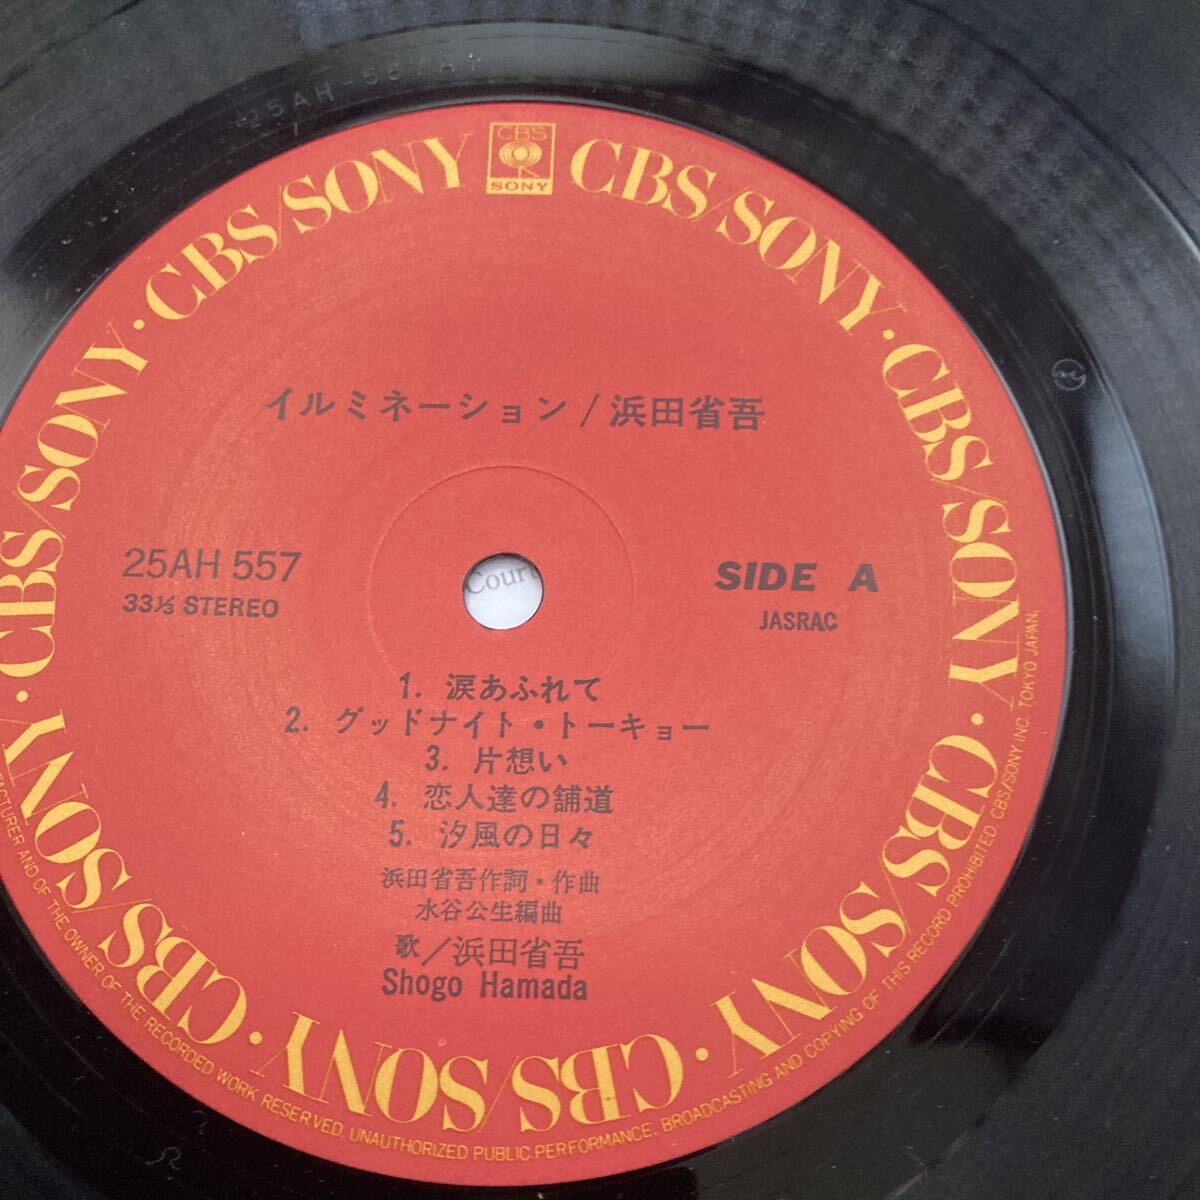 25AH 557A1
CBS/SONY · CBS/SONY · CBS/SONY · CBS/SONY · CBS/SONY · CBS/SONY · CBS/SONY · CBS/SONY
CBS
SONY
イルミネーション/浜田省吾
25AH 557
33⅓ STEREO
SIDE A
JASRAC
Court
1. 涙あふれて
2. グッドナイト・トーキョー
3. 片想い
4. 恋人達の舗道
5. 汐風の日々
浜田省吾作詞・作曲
水谷公生編曲
歌／浜田省吾
Shogo Hamada
FACTURER AND OF THE OWNER OF THE RECORDED WORK RESERVED. UNAUTHORIZED PUBLIC PERFORMANCE, BROADCASTING AND COPYING OF THIS RECORD PROHIBITED. CBS/SONY INC. TOKYO JAPAN.